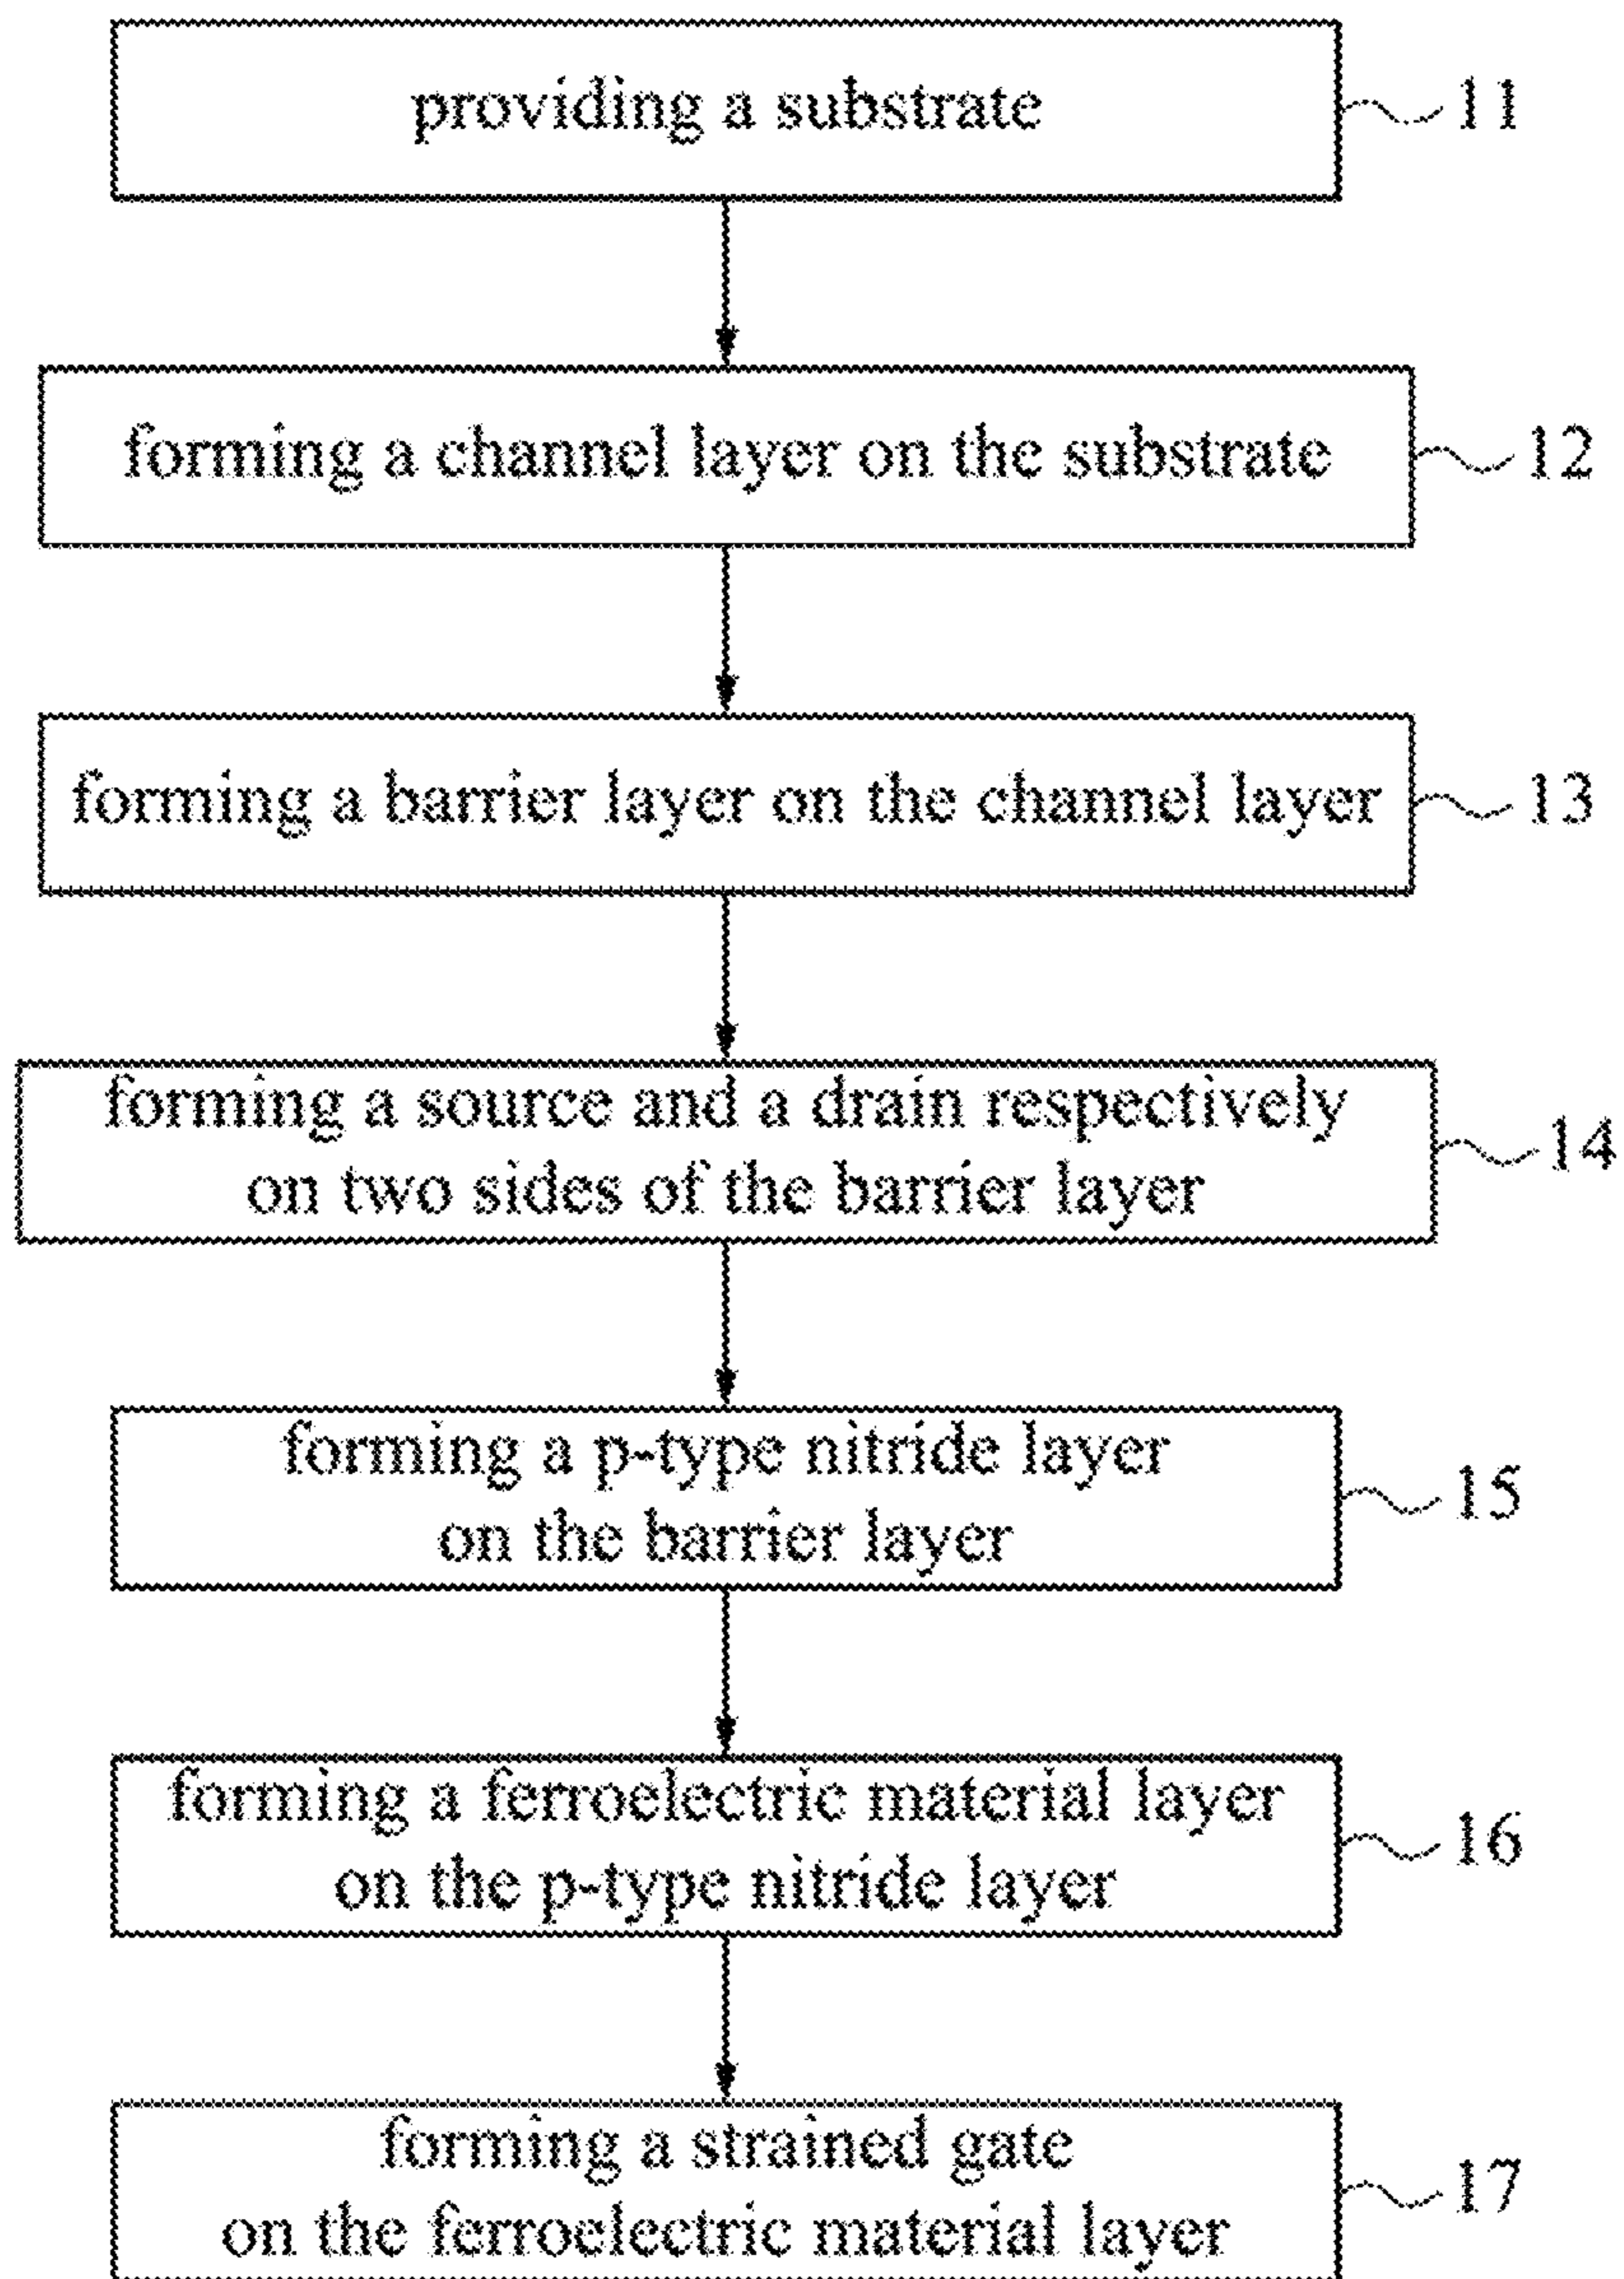 providing a substrate
11
forming a channel layer on the substrate
12
forming a barrier layer on the channel layer
13
forming a source and a drain respectively
on two sides of the barrier layer
14
forming a p-type nitride layer
on the barrier layer
15
forming a ferroelectric material layer
on the p-type nitride layer
16
forming a strained gate
on the ferroelectric material layer
17